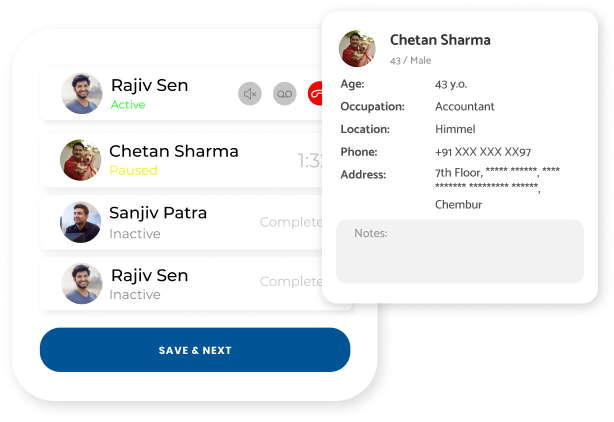 Rajiv Sen
Active
Chetan Sharma
Paused
1:32
Sanjiv Patra
Inactive
Complete
Rajiv Sen
Inactive
Complete
SAVE & NEXT
Chetan Sharma
43 / Male
Age: 43 y.o.
Occupation: Accountant
Location: Himmel
Phone: +91 XXX XXX XX97
Address: 7th Floor, ***** ******, ****
******* ********* ******,
Chembur
Notes: